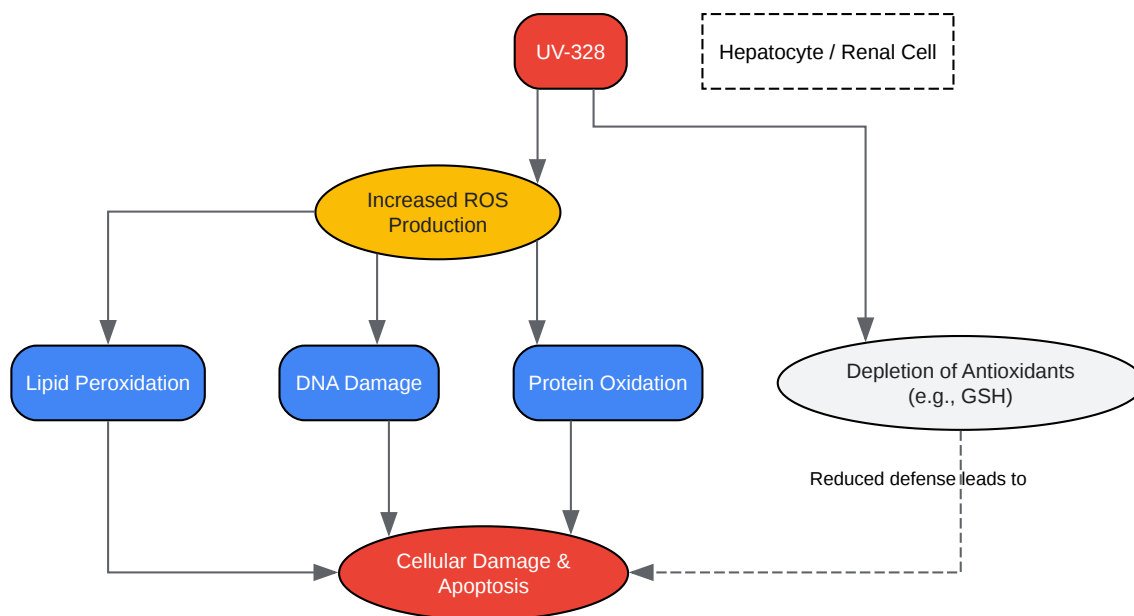 UV-328
Hepatocyte / Renal Cell
Increased ROS
Production
Lipid Peroxidation
DNA Damage
Protein Oxidation
Depletion of Antioxidants
(e.g., GSH)
Reduced defense leads to
Cellular Damage &
Apoptosis